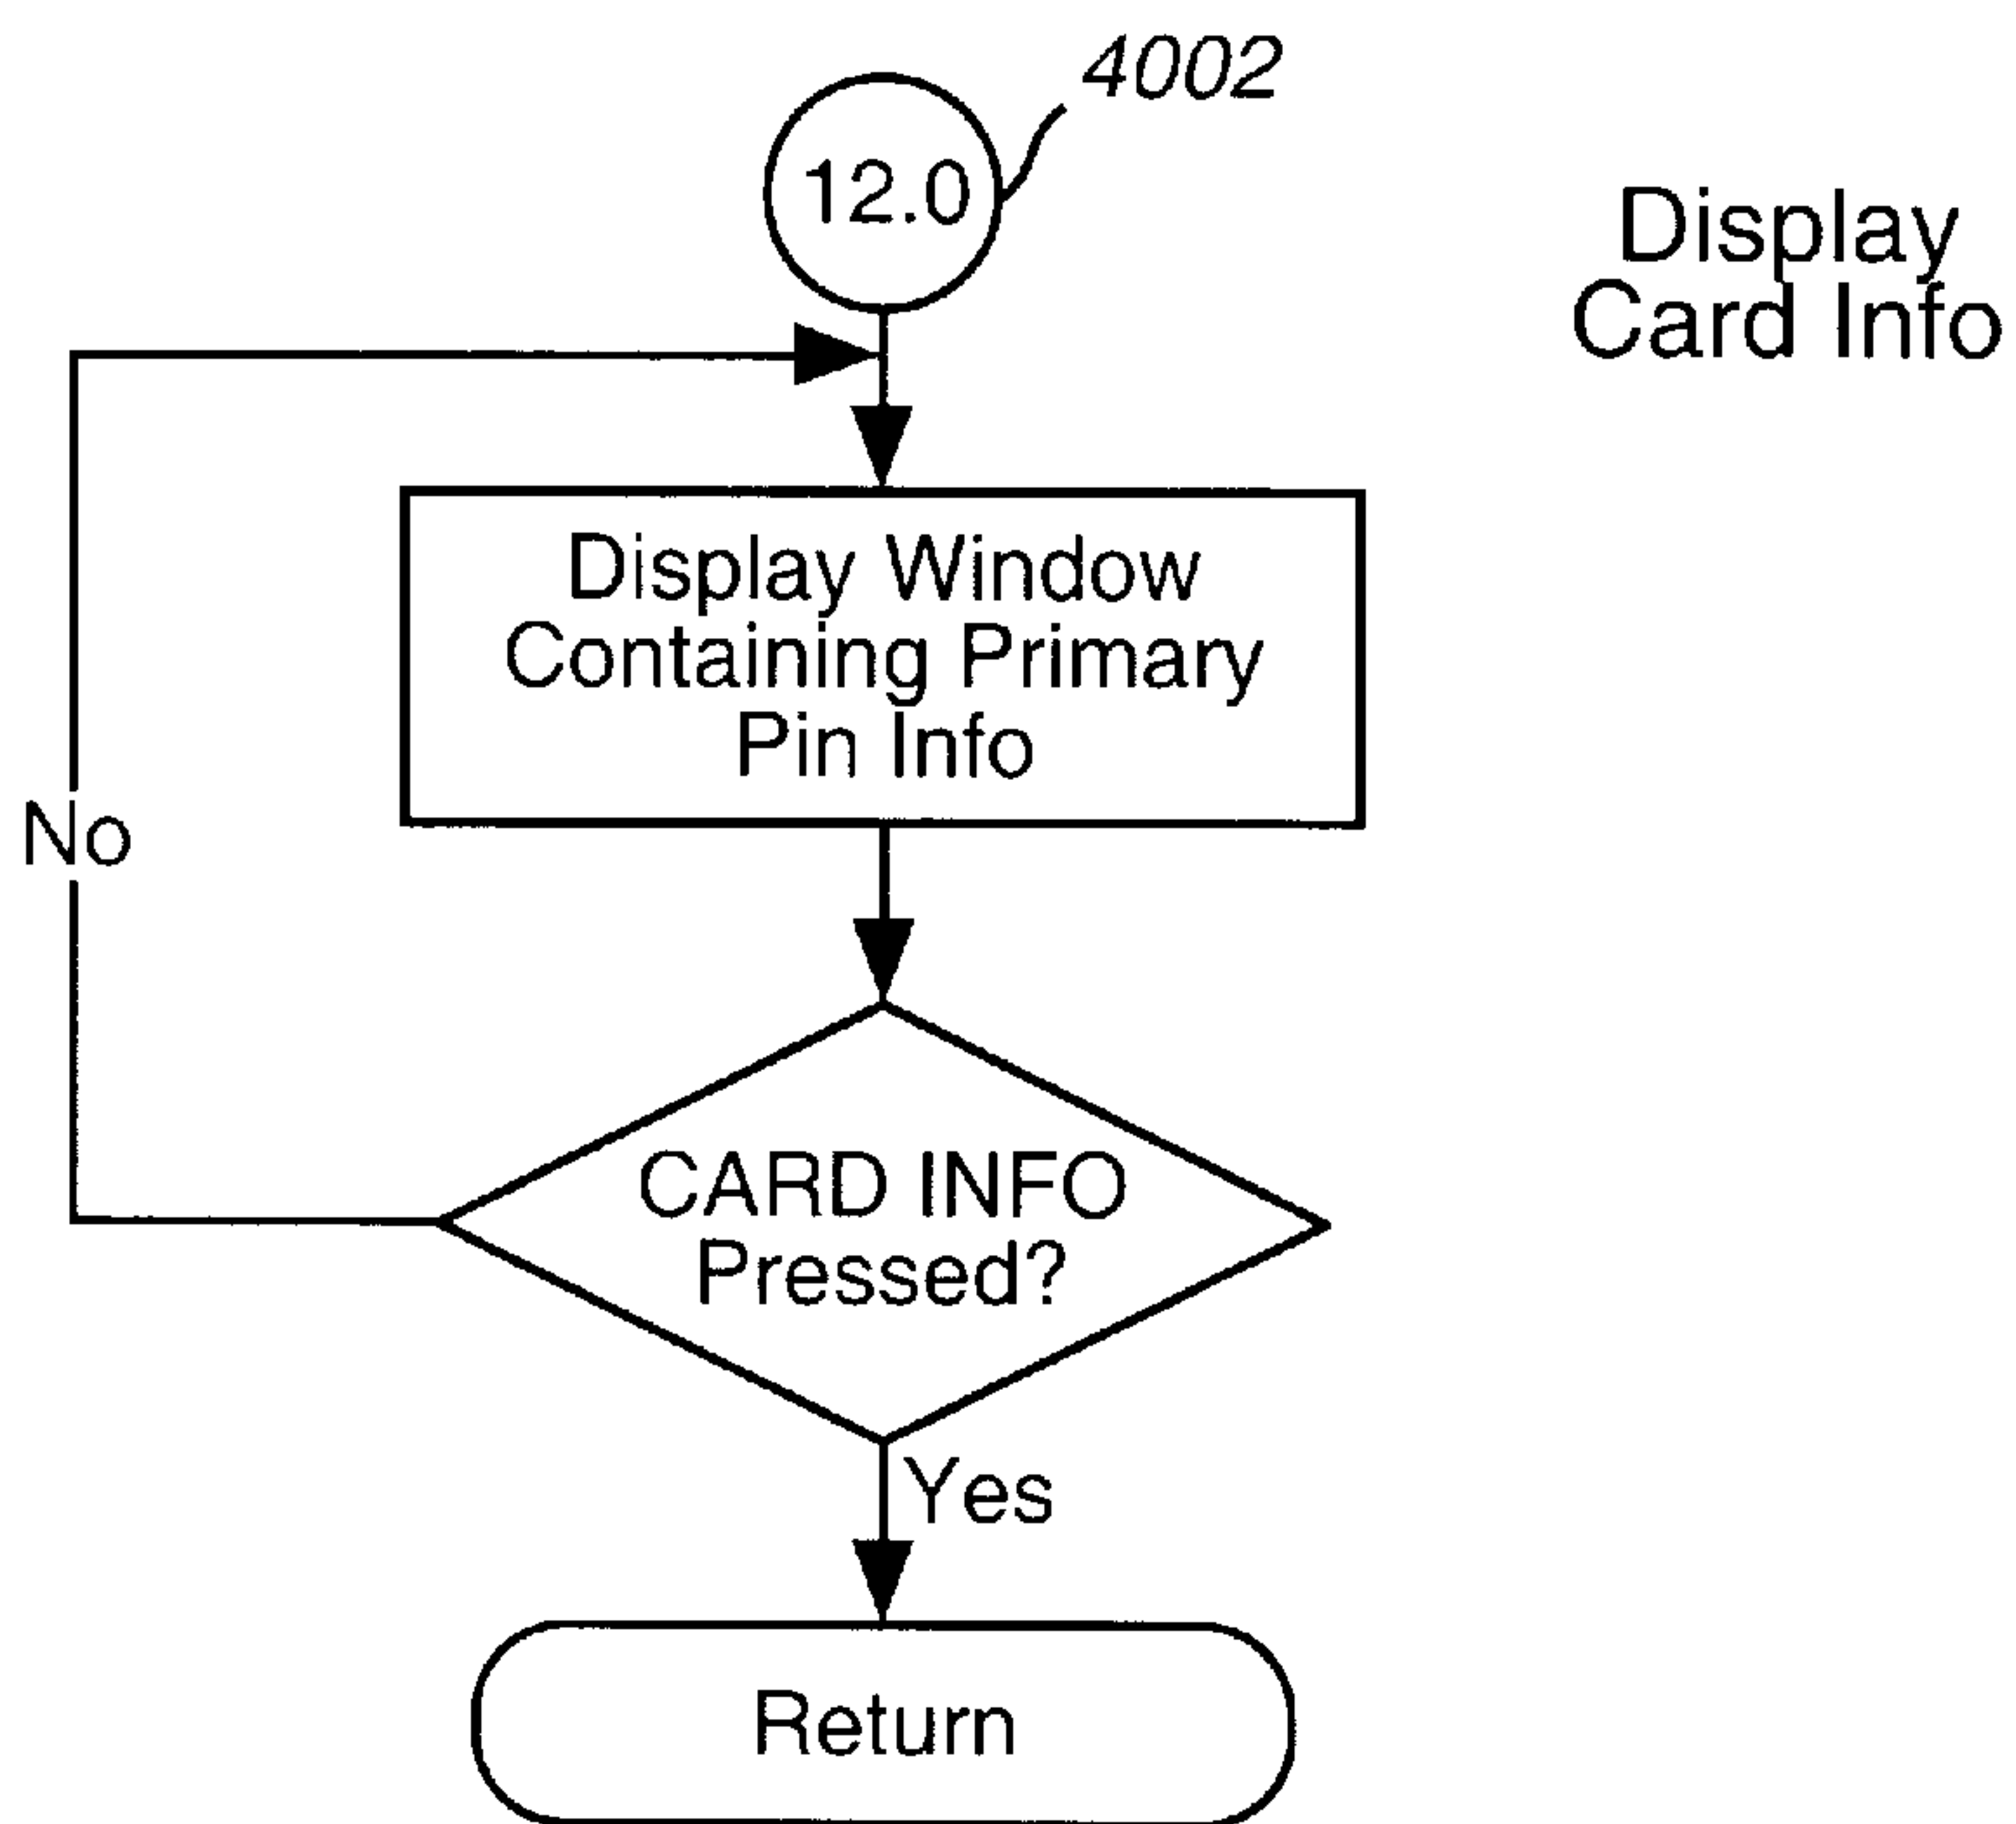 4002
12.0
Display
Card Info
Display Window
Containing Primary
Pin Info
No
CARD INFO
Pressed?
Yes
Return